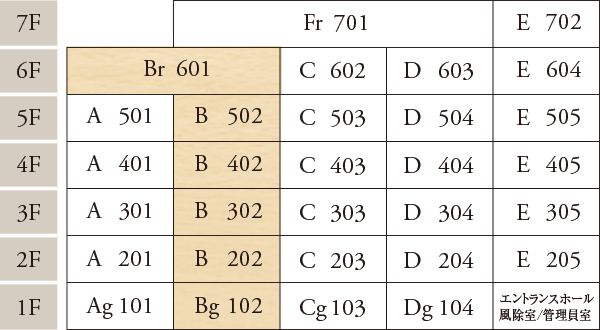 7F Fr 701 E 702
6F Br 601 C 602 D 603 E 604
5F A 501 B 502 C 503 D 504 E 505
4F A 401 B 402 C 403 D 404 E 405
3F A 301 B 302 C 303 D 304 E 305
2F A 201 B 202 C 203 D 204 E 205
1F Ag 101 Bg 102 Cg 103 Dg 104 エントランスホール
風除室/管理員室